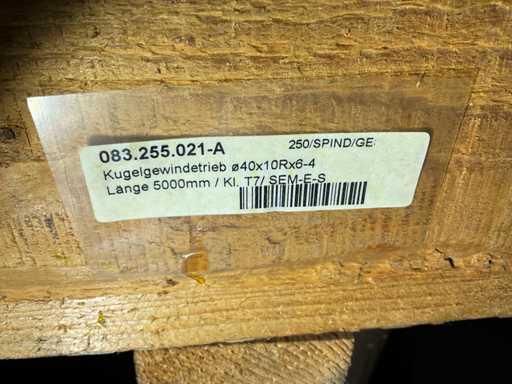 083.255.021-A 250/SPIND/GE
Kugelgewindetrieb ø40x10Rx6-4
Länge 5000mm / Kl. T7/ SEM-E-S